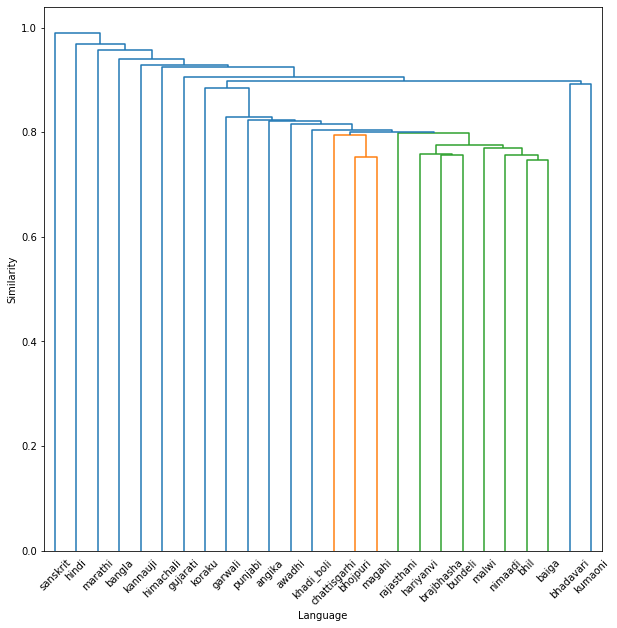 1.0
0.8
0.6
0.4
0.2
0.0
Similarity
sanskrit
hindi
marathi
bangla
kannauji
himachali
gujarati
koraku
garwali
punjabi
angika
awadhi
khadi_boli
chattisgarhi
bhojpuri
magahi
rajasthani
hariyanvi
brajbhasha
bundeli
malwi
nimaadi
bhil
baiga
bhadavari
kumaoni
Language